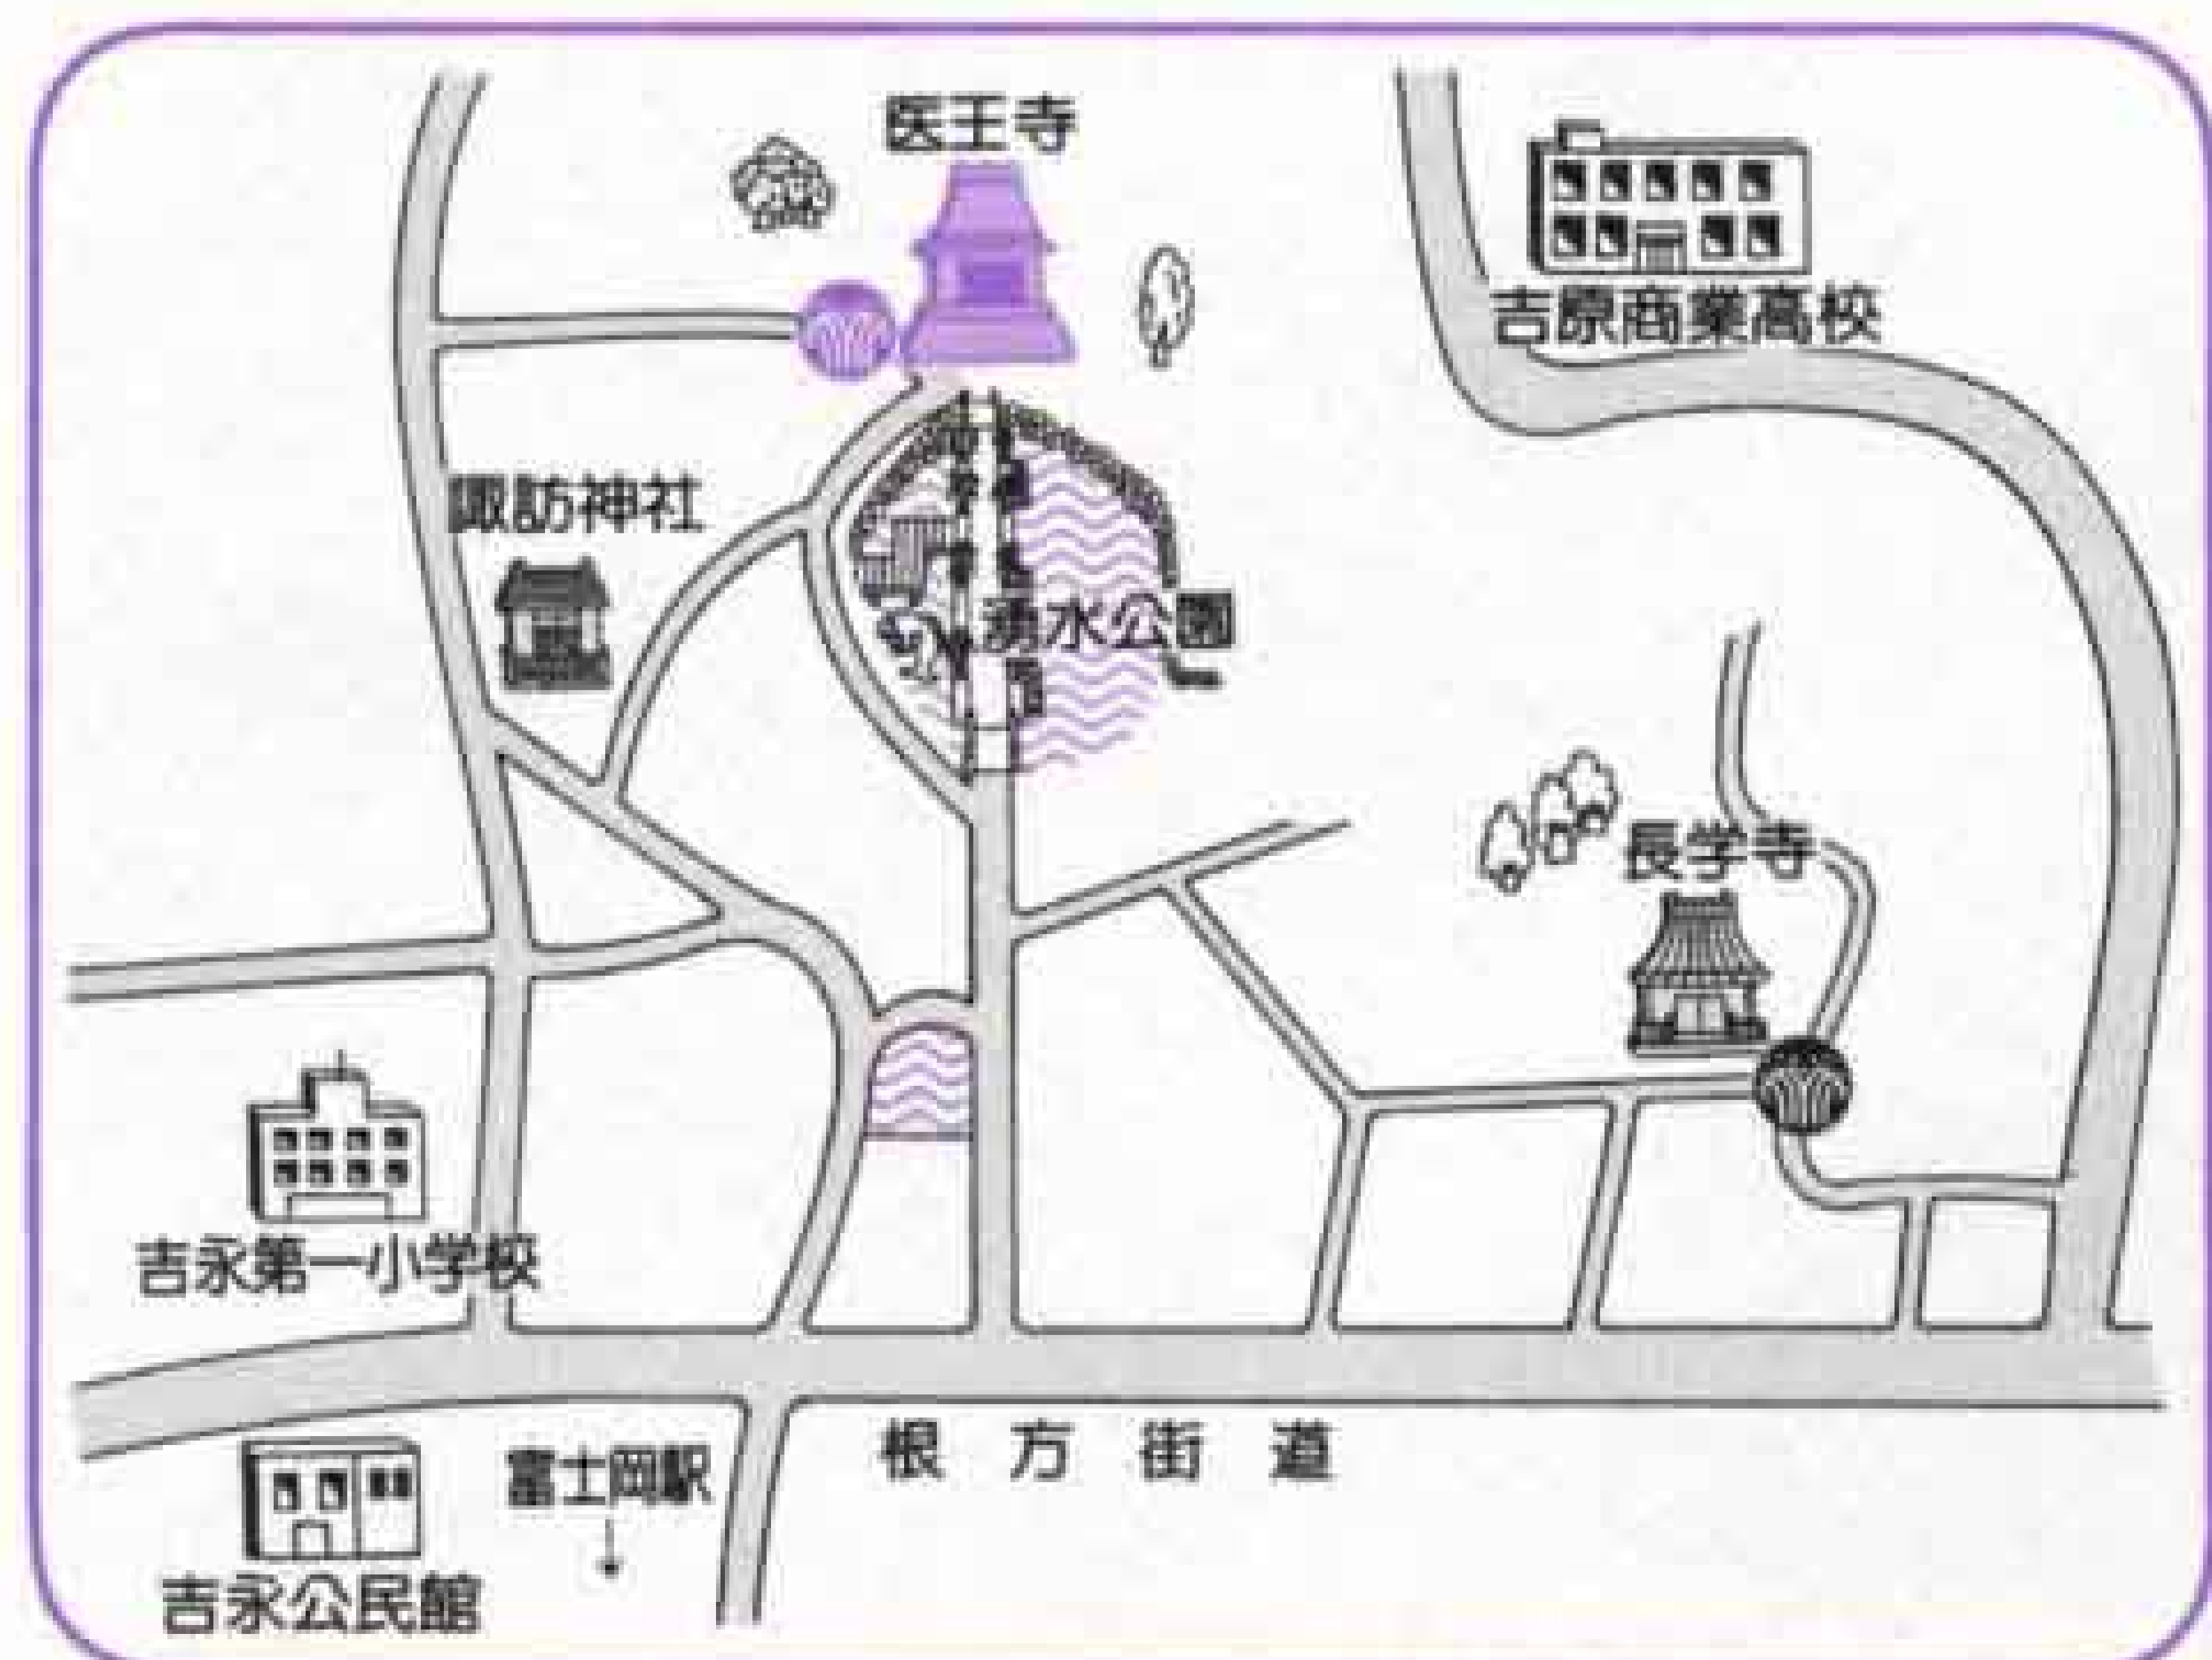 医王寺
吉原商業高校
諏訪神社
湧水公園
長学寺
吉永第一小学校
根方街道
富士岡駅
吉永公民館